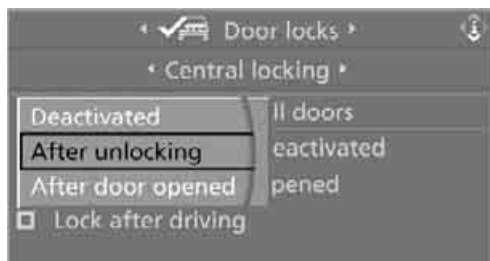 Door locks
Central locking
Deactivated ll doors
After unlocking eactivated
After door opened pened
Lock after driving